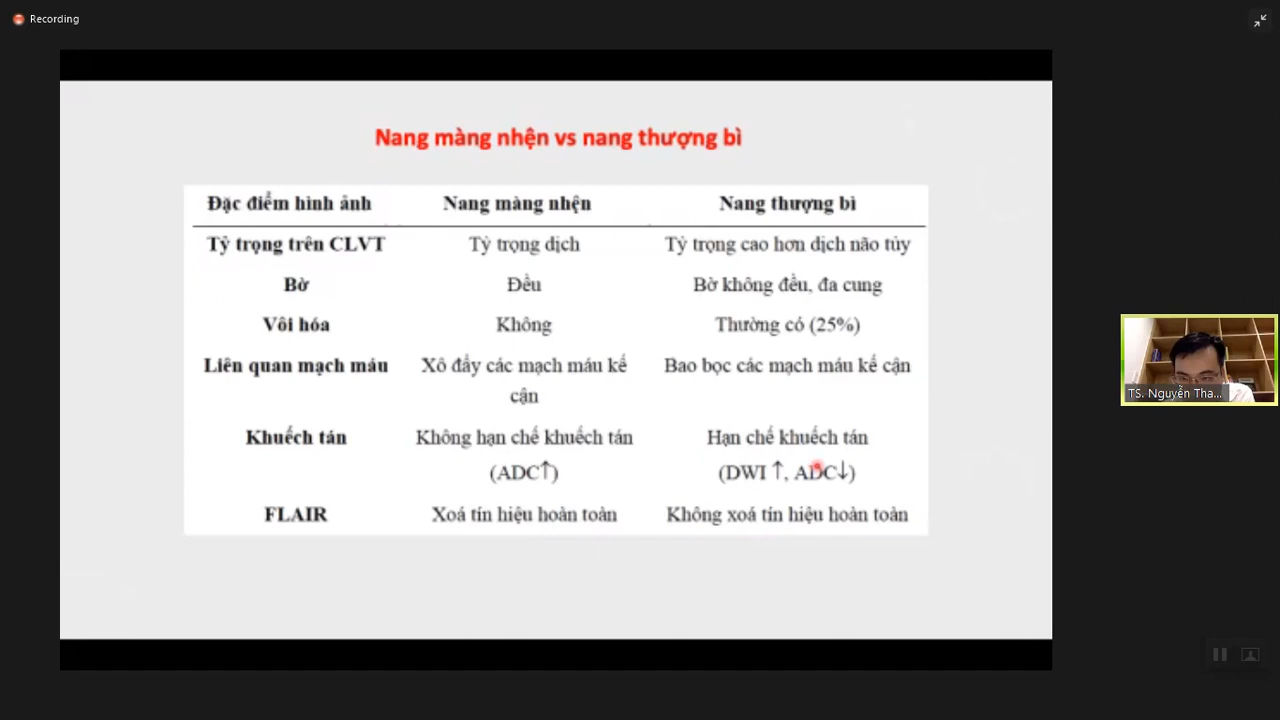 Recording
Nang màng nhện vs nang thượng bì
Đặc điểm hình ảnh Nang màng nhện Nang thượng bì
Tỷ trọng trên CLVT Tỷ trọng dịch Tỷ trọng cao hơn dịch não tủy
Bờ Đều Bờ không đều, đa cung
Vôi hóa Không Thường có (25%)
Liên quan mạch máu Xô đẩy các mạch máu kế Bao bọc các mạch máu kế cận
cận
Khuếch tán Không hạn chế khuếch tán Hạn chế khuếch tán
(ADC↑) (DWI ↑, ADC↓)
FLAIR Xoá tín hiệu hoàn toàn Không xoá tín hiệu hoàn toàn
TS. Nguyễn Tha...